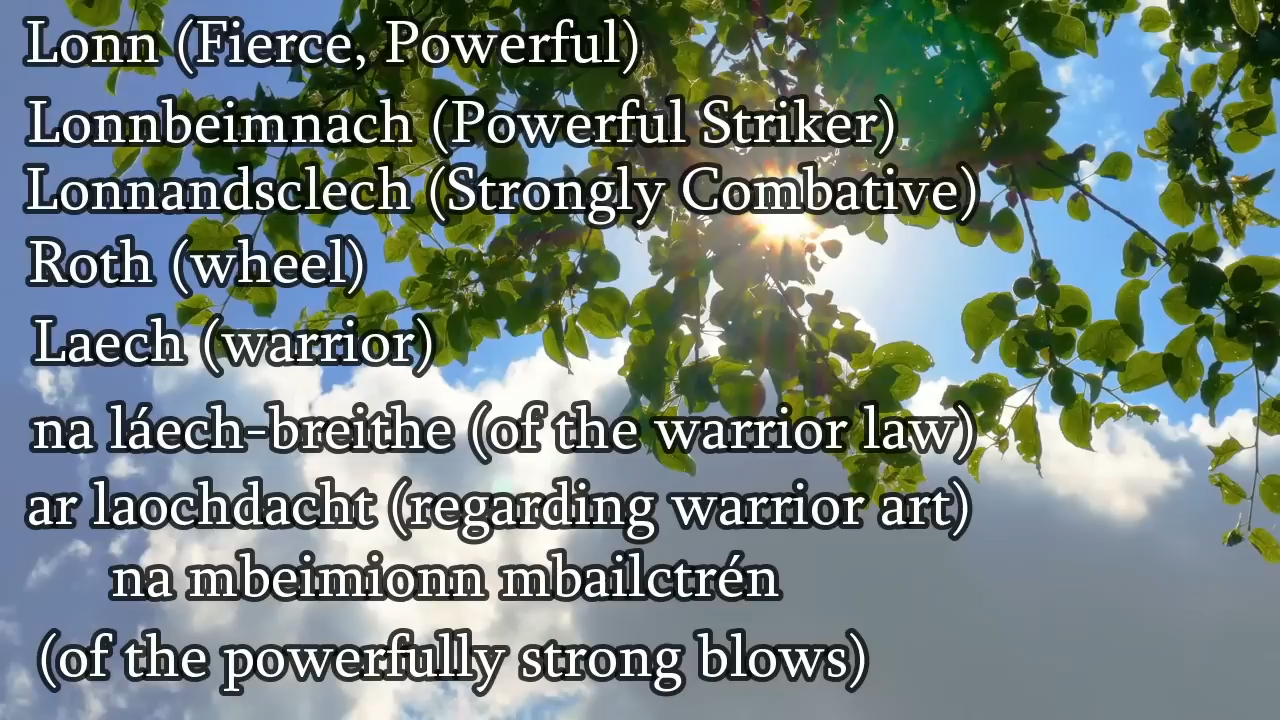 Lonn (Fierce, Powerful)
Lonnbeimnach (Powerful Striker)
Lonnandsclech (Strongly Combative)
Roth (wheel)
Laech (warrior)
na láech-breithe (of the warrior law)
ar laochdacht (regarding warrior art)
na mbeimionn mbailctrén
(of the powerfully strong blows)